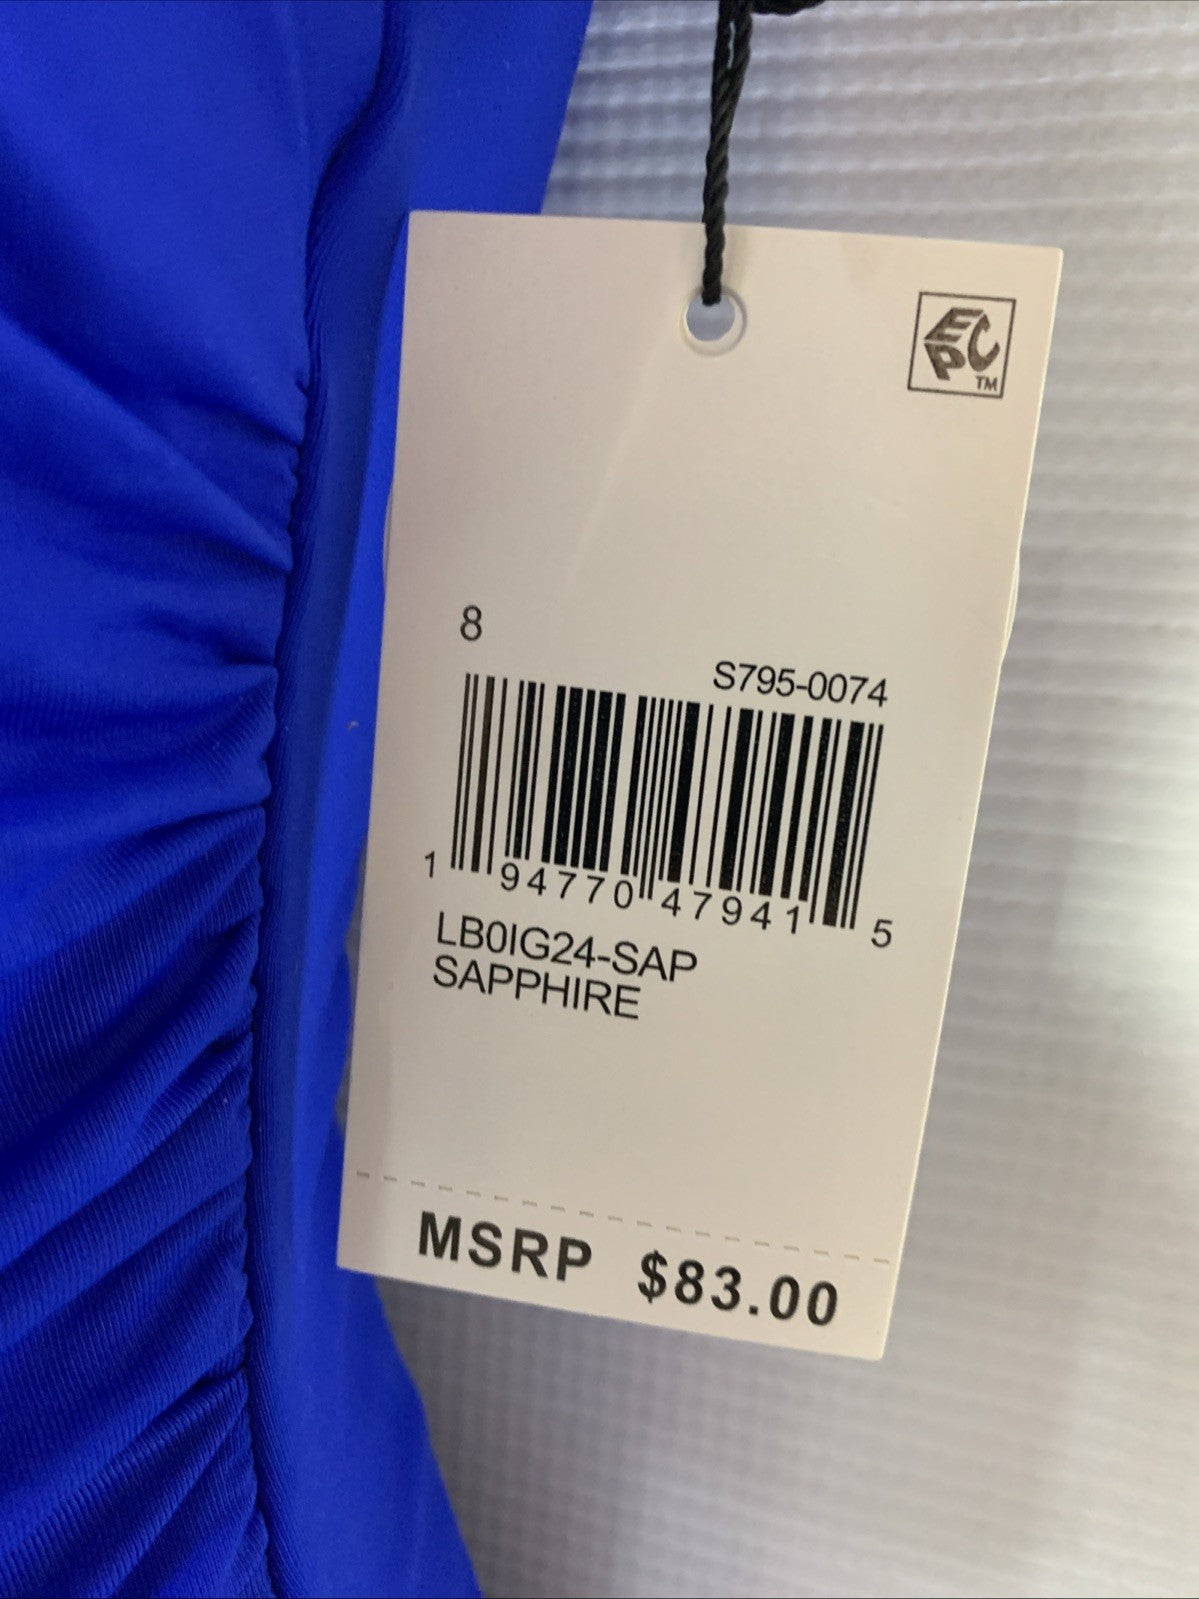 EPC
TM
8
S795-0074
1 94770 47941 5
LB0IG24-SAP
SAPPHIRE
MSRP $83.00